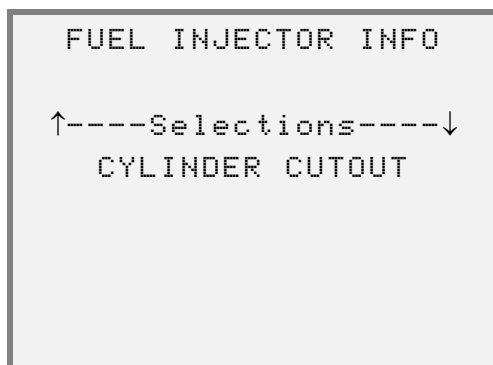 FUEL INJECTOR INFO
↑----Selections----↓
CYLINDER CUTOUT